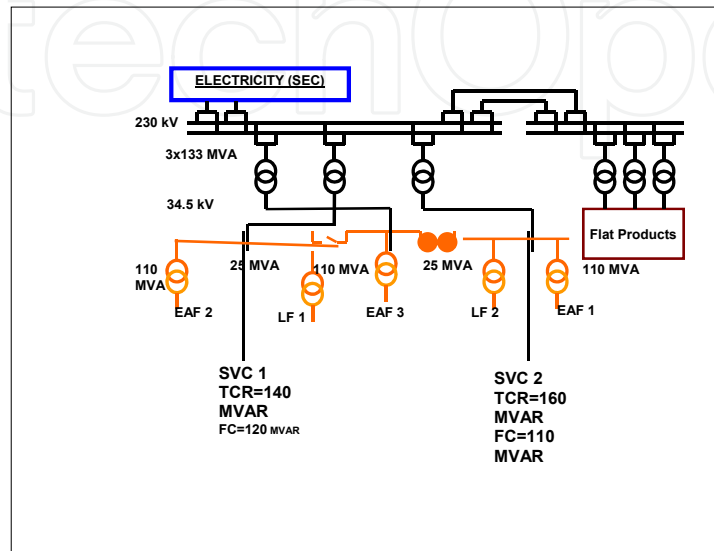 techOp
ELECTRICITY (SEC)
230 kV
3x133 MVA
34.5 kV
Flat Products
110
MVA
25 MVA
110 MVA
25 MVA
110 MVA
EAF 2
LF 1
EAF 3
LF 2
EAF 1
SVC 1
TCR=140
MVAR
FC=120 MVAR
SVC 2
TCR=160
MVAR
FC=110
MVAR